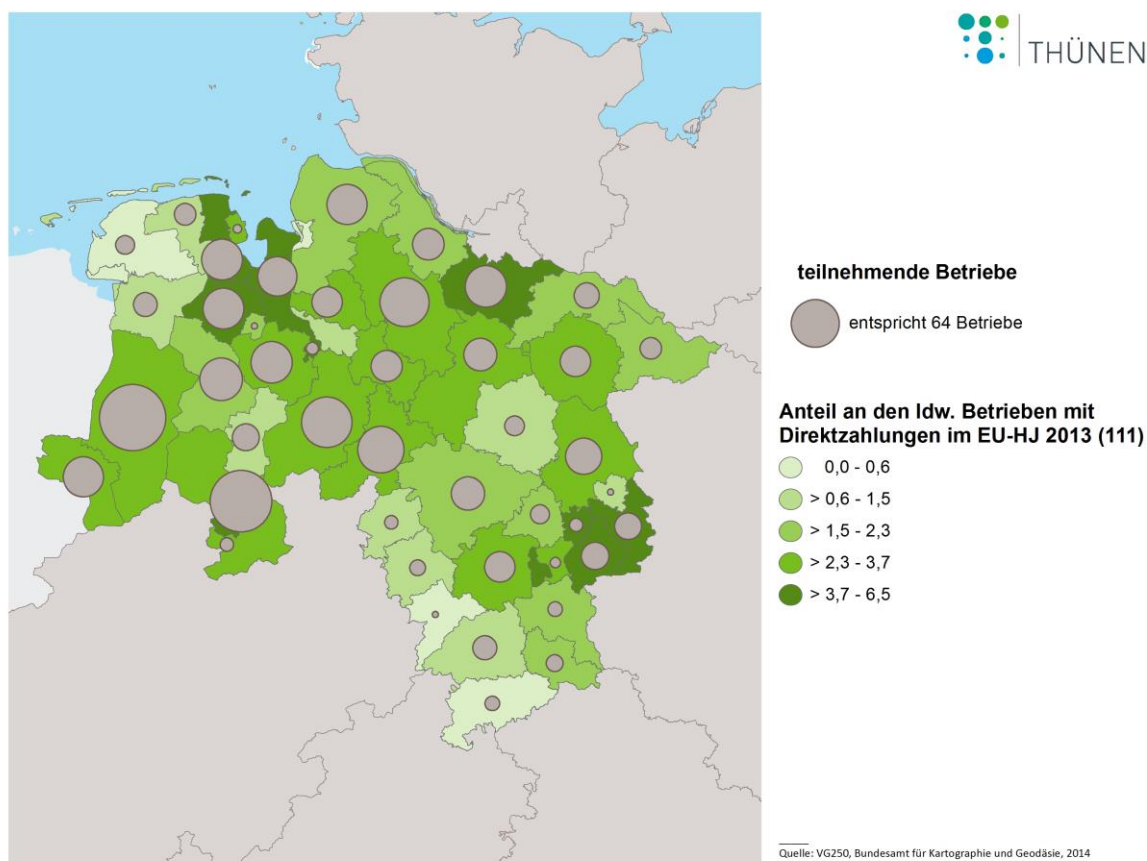 THÜNEN
teilnehmende Betriebe
entspricht 64 Betriebe
Anteil an den ldw. Betrieben mit
Direktzahlungen im EU-HJ 2013 (111)
0,0 - 0,6
> 0,6 - 1,5
> 1,5 - 2,3
> 2,3 - 3,7
> 3,7 - 6,5
Quelle: VG250, Bundesamt für Kartographie und Geodäsie, 2014